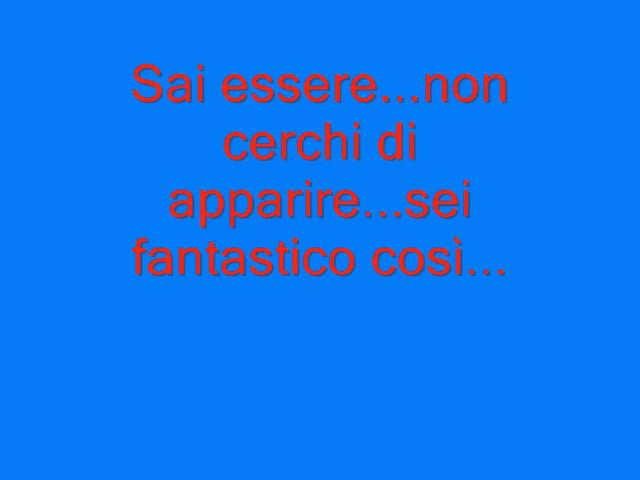 Sai essere...non
cerchi di
apparire...sei
fantastico così...